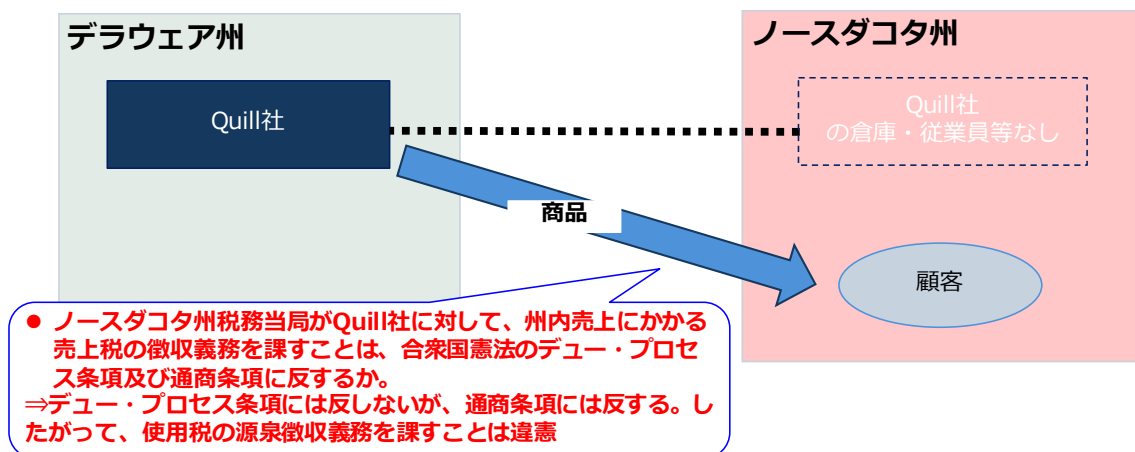 デラウェア州
ノースダコタ州
Quill社
Quill社
の倉庫・従業員等なし
商品
顧客
● ノースダコタ州税務当局がQuill社に対して、州内売上にかかる
売上税の徴収義務を課すことは、合衆国憲法のデュー・プロセ
ス条項及び通商条項に反するか。
⇒デュー・プロセス条項には反しないが、通商条項には反する。し
たがって、使用税の源泉徴収義務を課すことは違憲